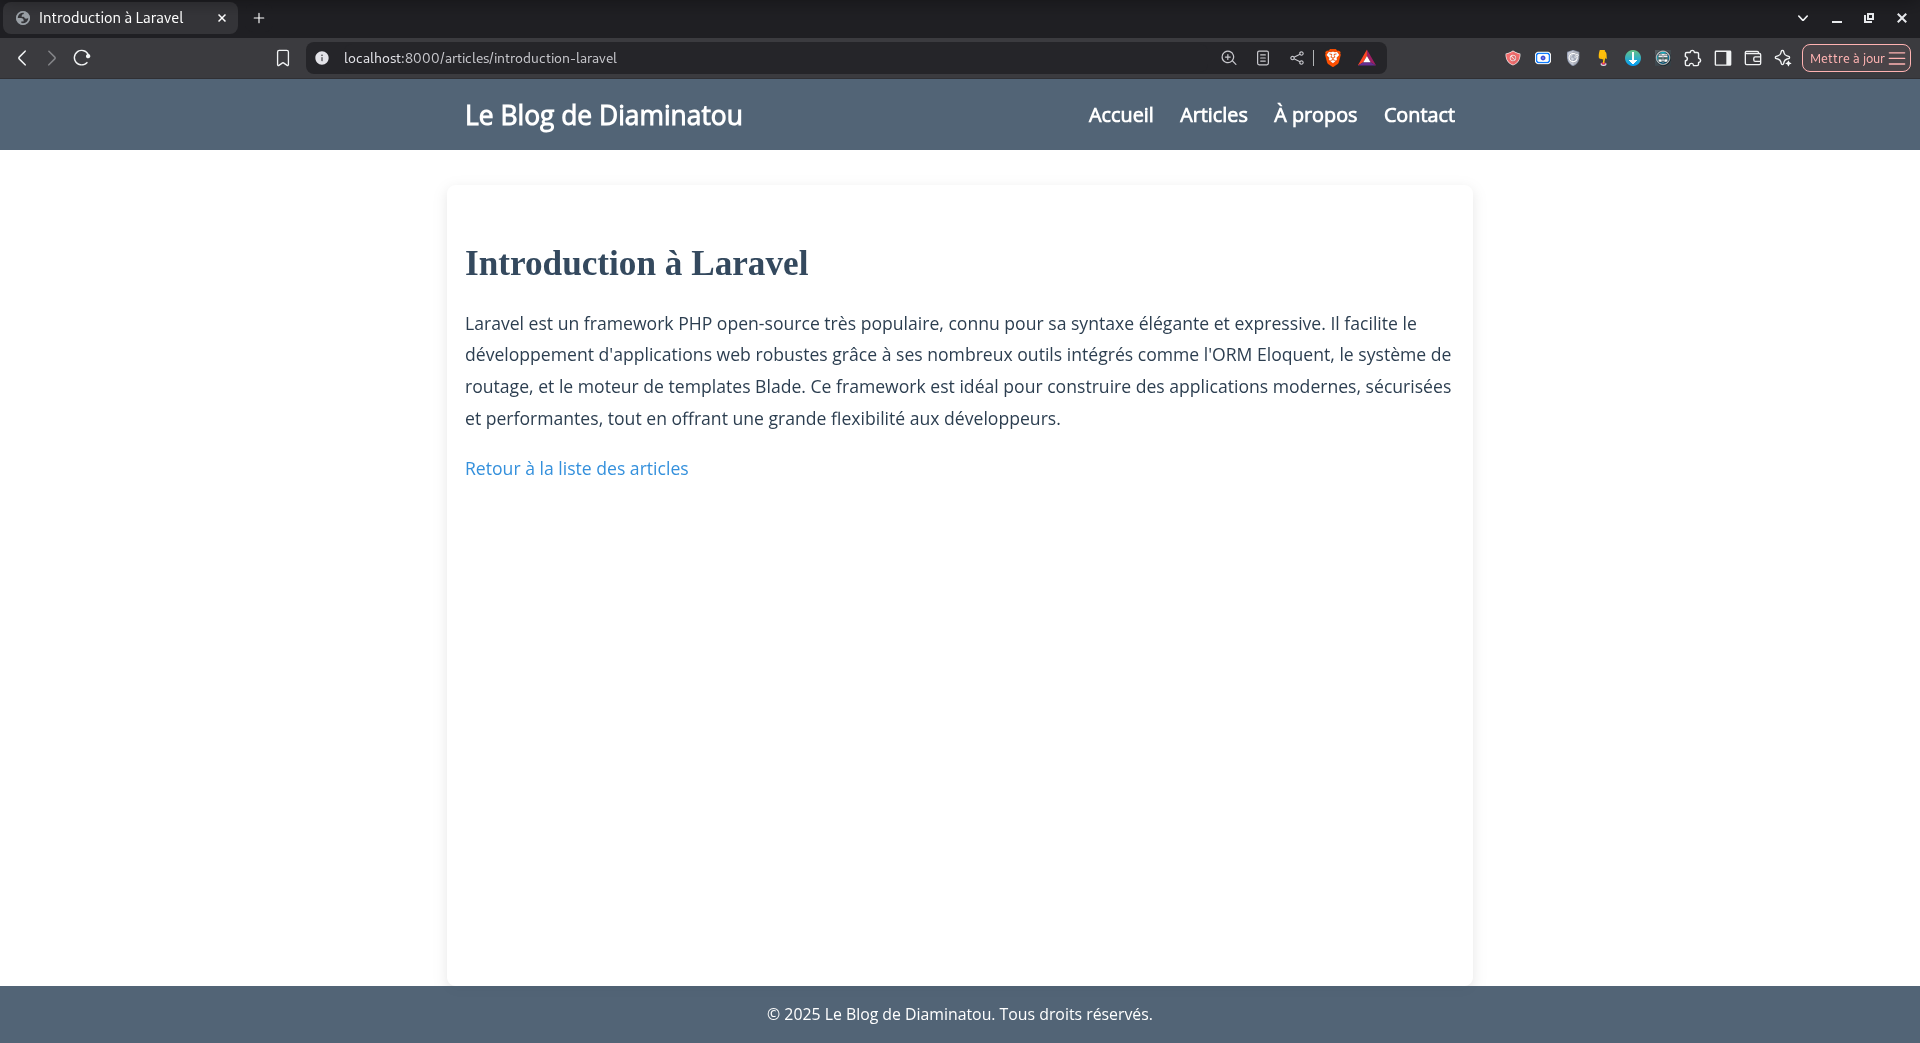 Introduction à Laravel
localhost:8000/articles/introduction-laravel
Mettre à jour
Le Blog de Diaminatou
Accueil Articles À propos Contact
Introduction à Laravel
Laravel est un framework PHP open-source très populaire, connu pour sa syntaxe élégante et expressive. Il facilite le
développement d'applications web robustes grâce à ses nombreux outils intégrés comme l'ORM Eloquent, le système de
routage, et le moteur de templates Blade. Ce framework est idéal pour construire des applications modernes, sécurisées
et performantes, tout en offrant une grande flexibilité aux développeurs.
Retour à la liste des articles
© 2025 Le Blog de Diaminatou. Tous droits réservés.